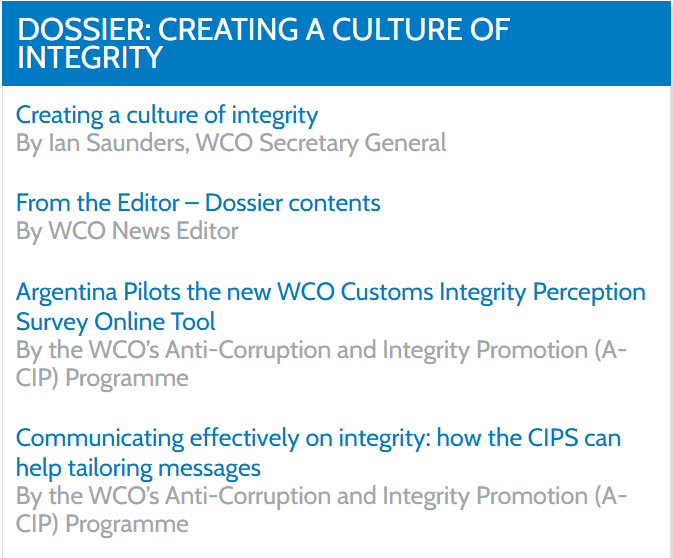 DOSSIER: CREATING A CULTURE OF
INTEGRITY
Creating a culture of integrity
By Ian Saunders, WCO Secretary General
From the Editor – Dossier contents
By WCO News Editor
Argentina Pilots the new WCO Customs Integrity Perception
Survey Online Tool
By the WCO’s Anti-Corruption and Integrity Promotion (A-
CIP) Programme
Communicating effectively on integrity: how the CIPS can
help tailoring messages
By the WCO’s Anti-Corruption and Integrity Promotion (A-
CIP) Programme